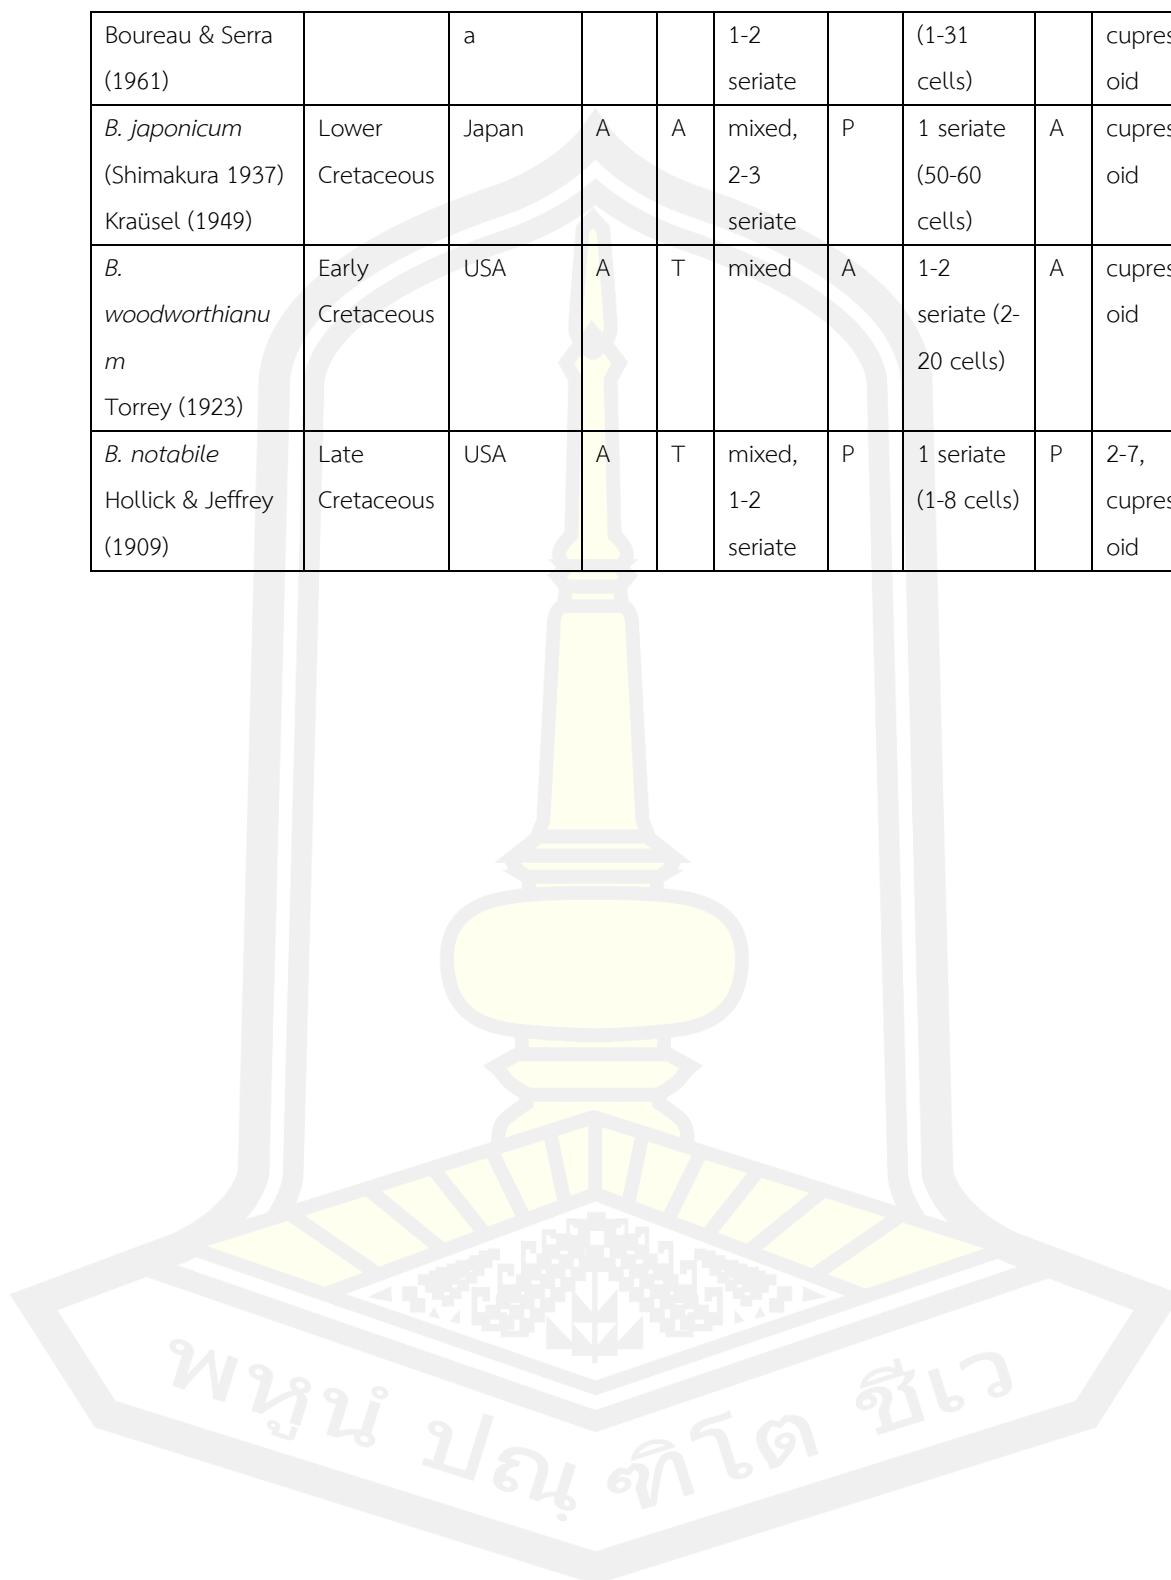 Boureau & Serra a 1-2 (1-31 cupres
(1961) seriate cells) oid
B. japonicum Lower Japan A A mixed, P 1 seriate A cupres
(Shimakura 1937) Cretaceous 2-3 (50-60 oid
Kraüsel (1949) seriate cells)
B. Early USA A T mixed A 1-2 A cupres
woodworthianu Cretaceous seriate (2- oid
m 20 cells)
Torrey (1923)
B. notabile Late USA A T mixed, P 1 seriate P 2-7,
Hollick & Jeffrey Cretaceous 1-2 (1-8 cells) cupres
(1909) seriate oid
พหูนํ ปณฺฑิโต ชีเว